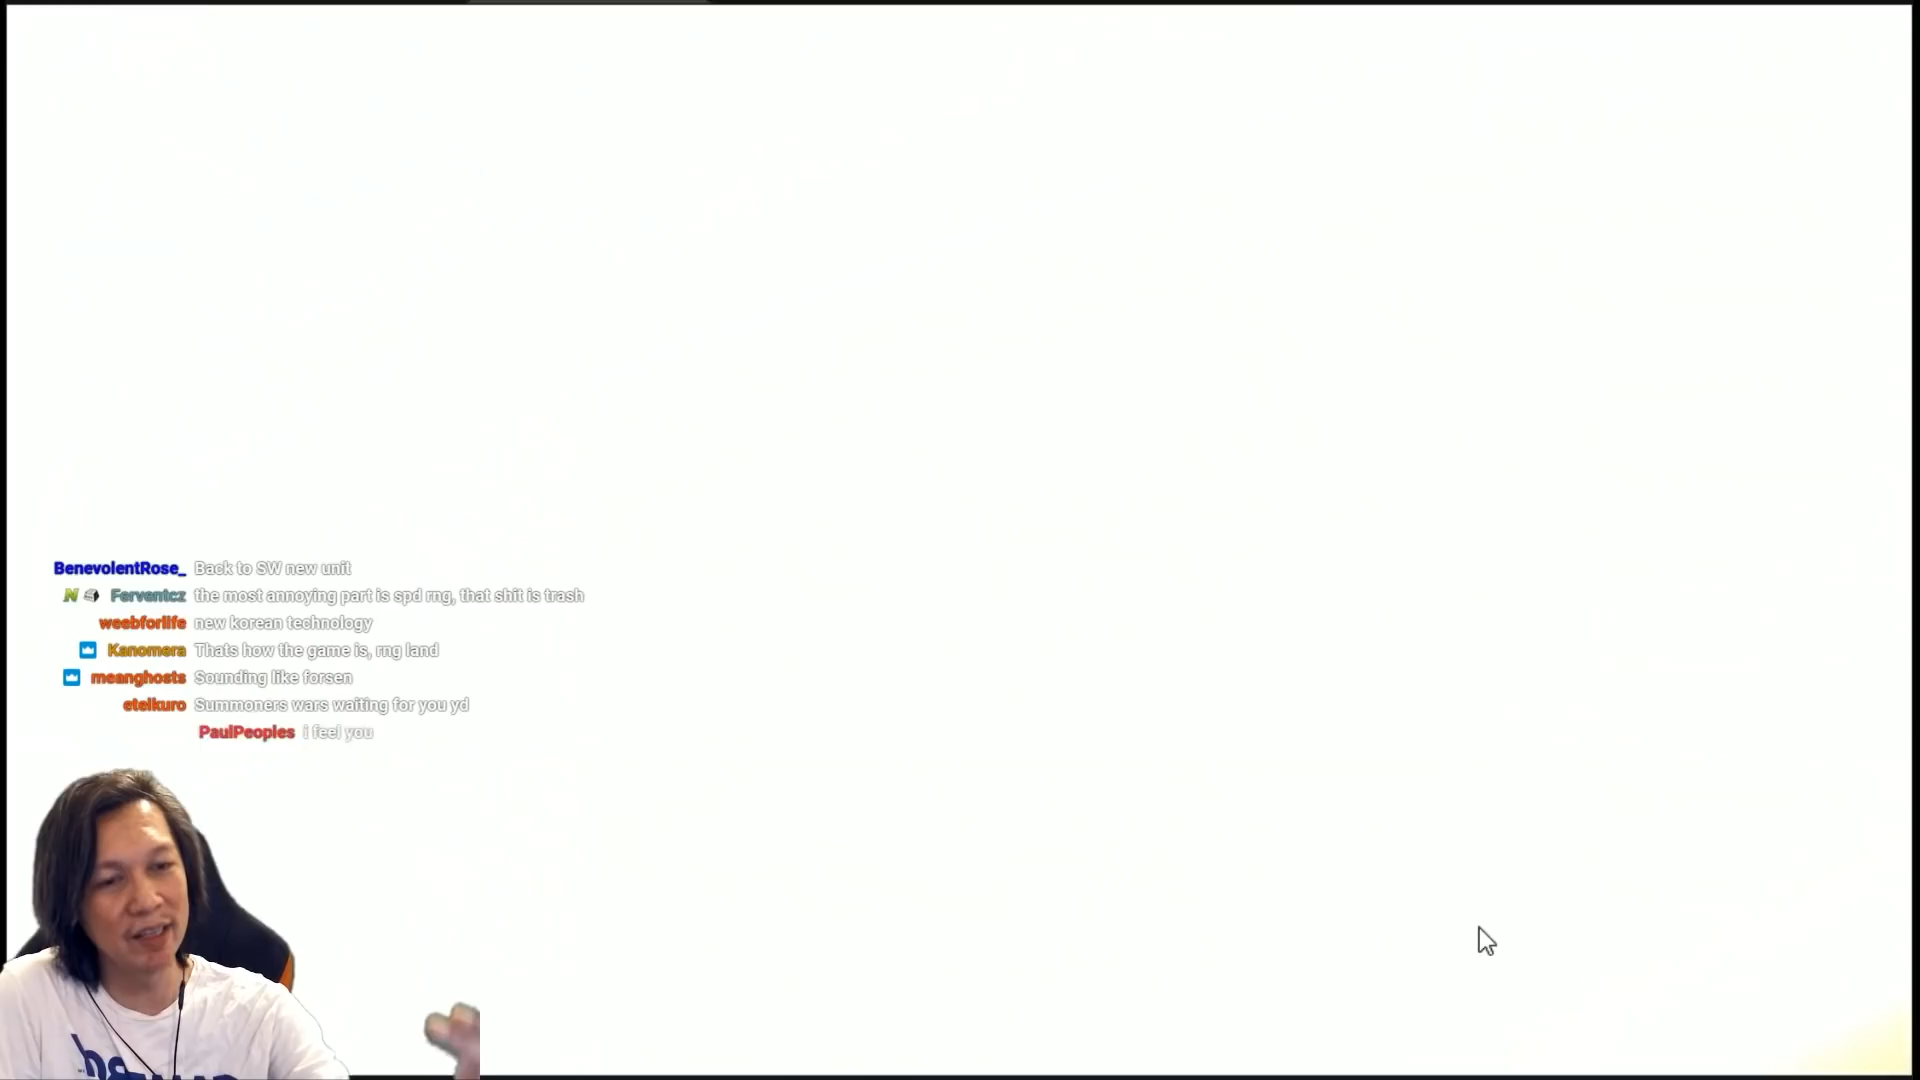 BenevolentRose_ Back to SW new unit
Ferventcz the most annoying part is spd rng, that shit is trash
weebforlife new korean technology
Kanomera Thats how the game is, rng land
meanghosts Sounding like forsen
etelkuro Summoners wars waiting for you yd
PaulPeoples i feel you